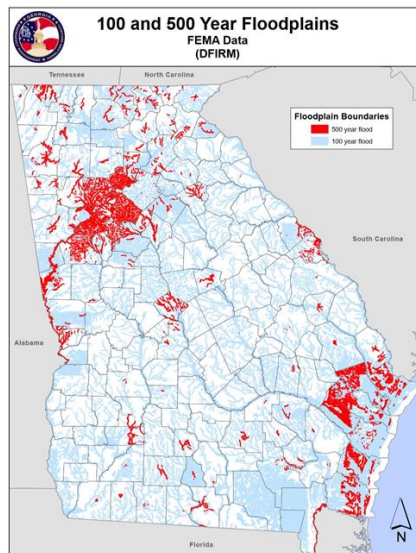 100 and 500 Year Floodplains
FEMA Data
(DFIRM)
Tennessee
North Carolina
Floodplain Boundaries
500 year flood
100 year flood
South Carolina
Alabama
Florida
N